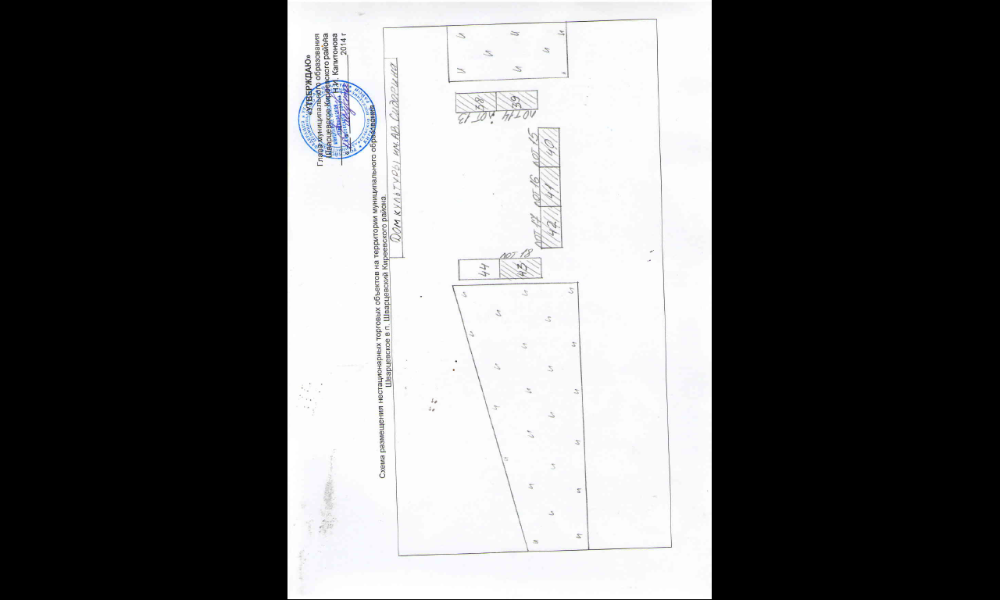 «УТВЕРЖДАЮ»
Глава муниципального образования
Шварцевское Киреевского района
Н.И. Капитонова
2014 г
Схема размещения нестационарных торговых объектов на территории муниципального образования
Шварцевское в п. Шварцевский Киреевского района.
Дом культуры им. А.В. Сидорина
38
39
ЛОТ 13
ЛОТ 14
ЛОТ 15
40
ЛОТ 16
41
ЛОТ 17
42
ЛОТ 18
43
44